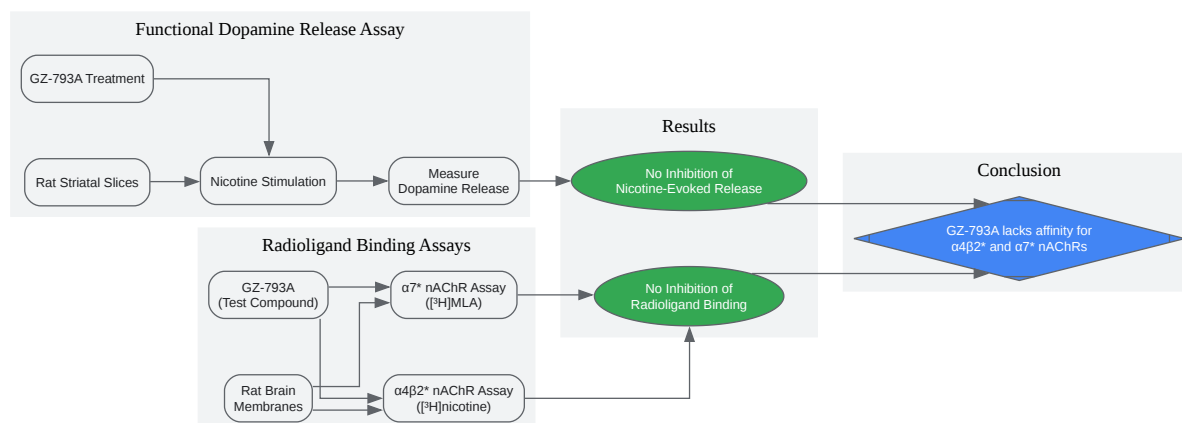 Functional Dopamine Release Assay
GZ-793A Treatment
Rat Striatal Slices
Nicotine Stimulation
Measure
Dopamine Release
Radioligand Binding Assays
GZ-793A
(Test Compound)
Rat Brain
Membranes
α7* nAChR Assay
([³H]MLA)
α4β2* nAChR Assay
([³H]nicotine)
Results
No Inhibition of
Nicotine-Evoked Release
No Inhibition of
Radioligand Binding
Conclusion
GZ-793A lacks affinity for
α4β2* and α7* nAChRs